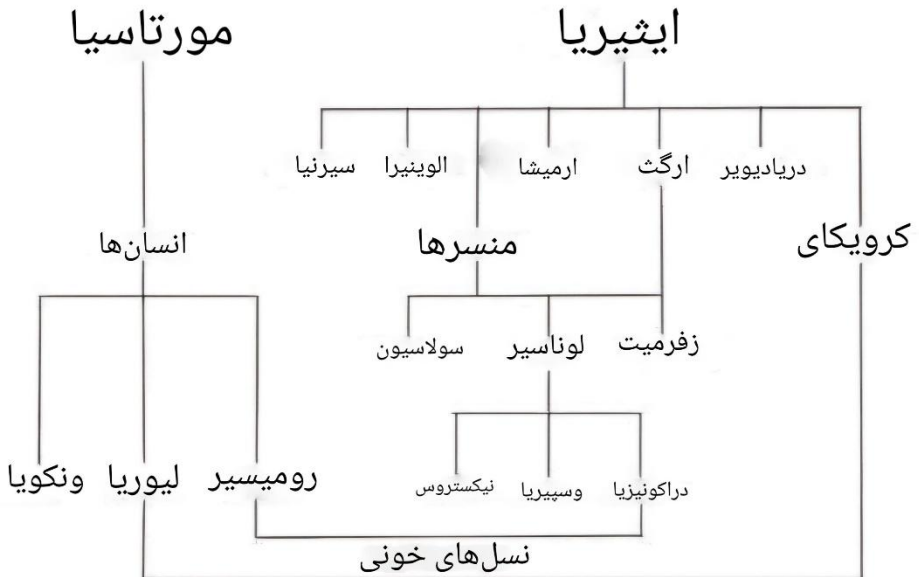 ایثیریا
مورتاسیا
دریادیویر
ارگث
ارمیشا
الوینیرا
سیرنیا
کرویکای
منسرها
انسان‌ها
زفرمیت
لوناسیر
سولاسیون
دراکونیزیا
وسپیریا
نیکستروس
رومیسیر
لیوریا
ونکویا
نسل‌های خونی